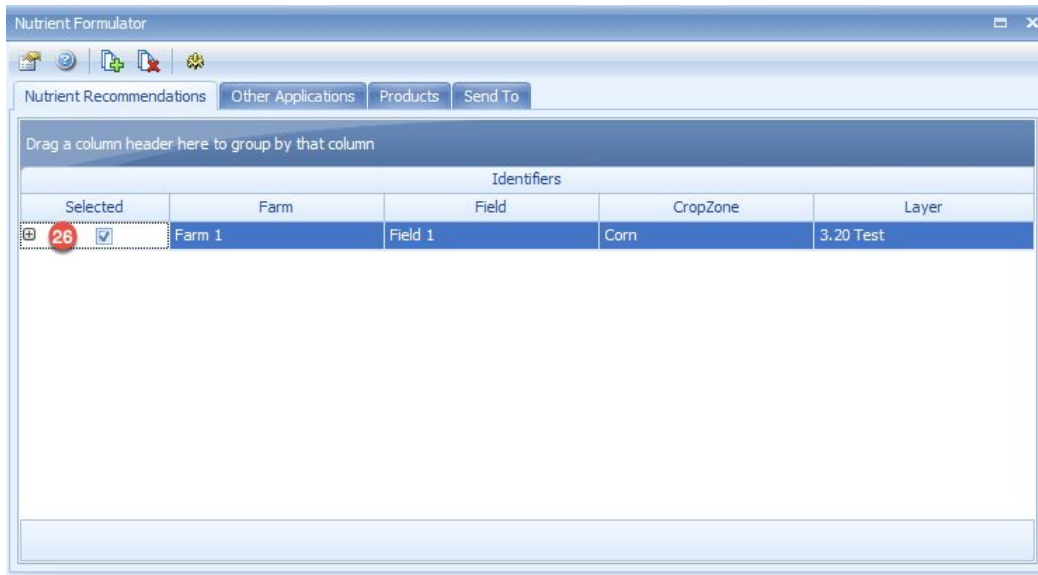 Nutrient Formulator
Nutrient Recommendations Other Applications Products Send To
Drag a column header here to group by that column
Identifiers
Selected Farm Field CropZone Layer
26 Farm 1 Field 1 Corn 3.20 Test